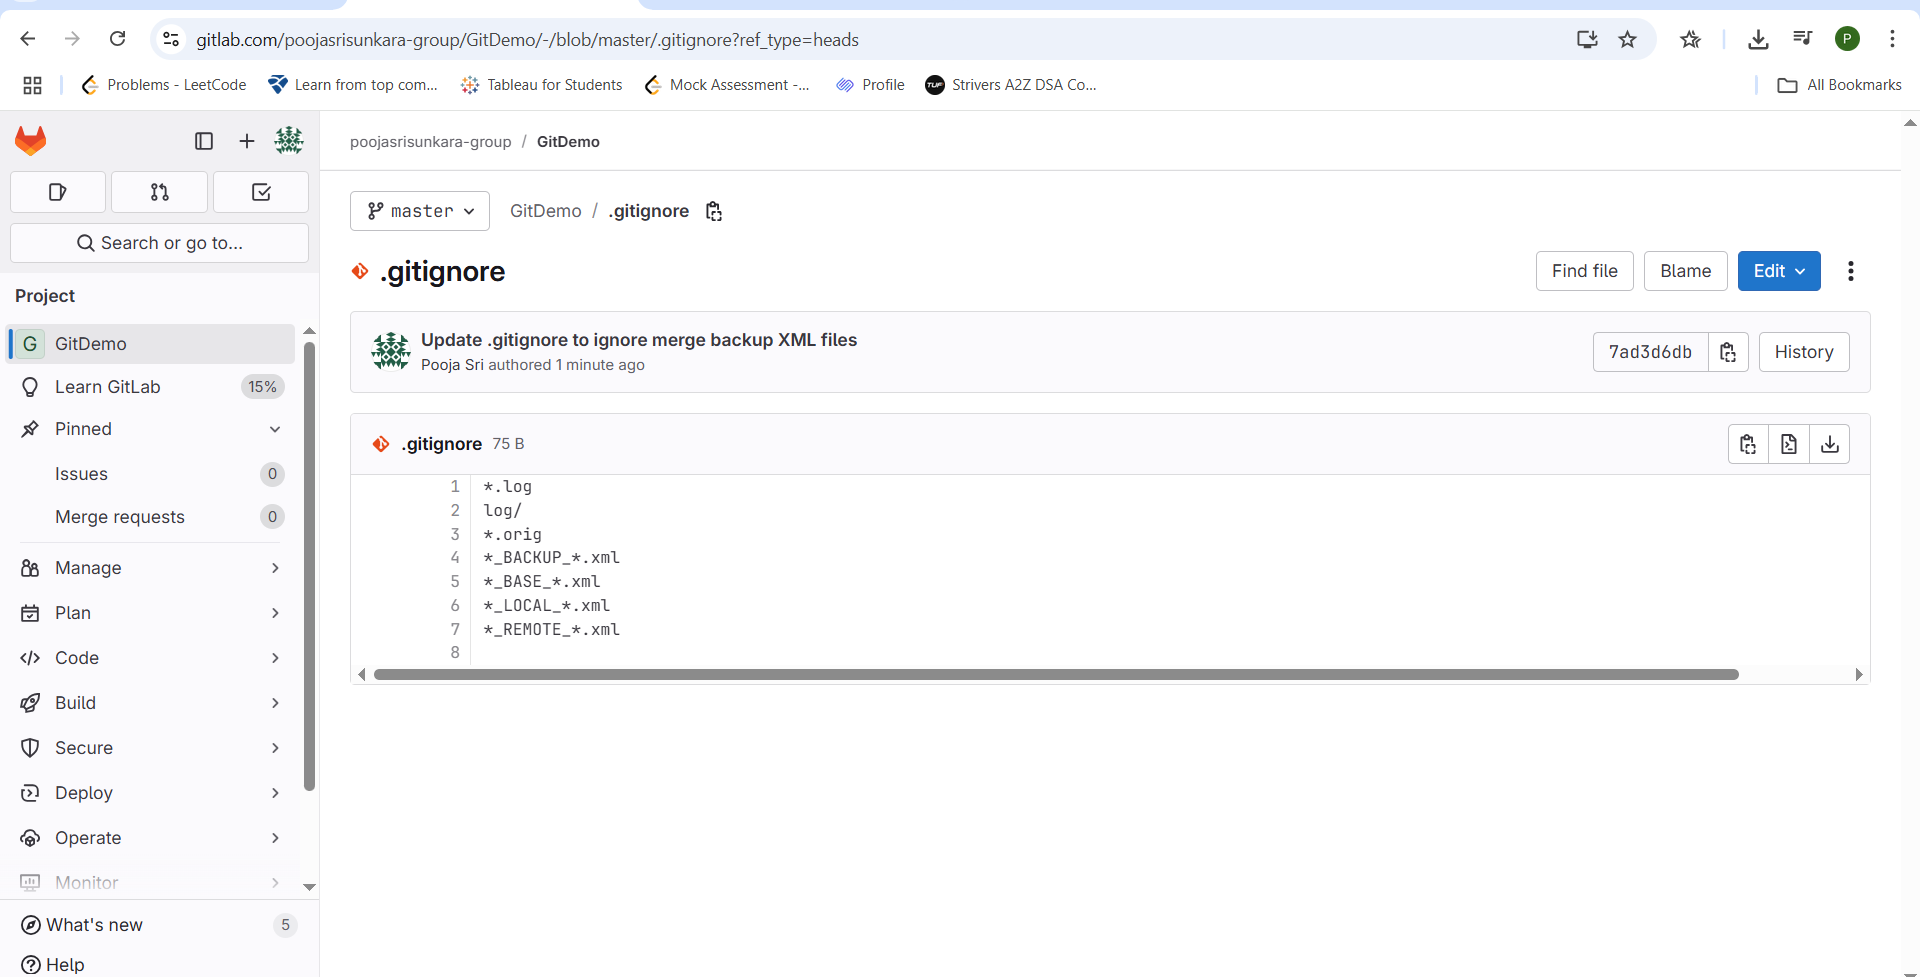 gitlab.com/poojasrisunkara-group/GitDemo/-/blob/master/.gitignore?ref_type=heads
P
Problems - LeetCode
Learn from top com...
Tableau for Students
Mock Assessment -...
Profile
TUF
Strivers A2Z DSA Co...
All Bookmarks
Search or go to...
Project
G GitDemo
Learn GitLab 15%
Pinned
Issues 0
Merge requests 0
Manage
Plan
Code
Build
Secure
Deploy
Operate
Monitor
What's new 5
Help
poojasrisunkara-group / GitDemo
master
GitDemo / .gitignore
.gitignore
Find file
Blame
Edit
Update .gitignore to ignore merge backup XML files
Pooja Sri authored 1 minute ago
7ad3d6db
History
.gitignore 75 B
1 *.log
2 log/
3 *.orig
4 *_BACKUP_*.xml
5 *_BASE_*.xml
6 *_LOCAL_*.xml
7 *_REMOTE_*.xml
8